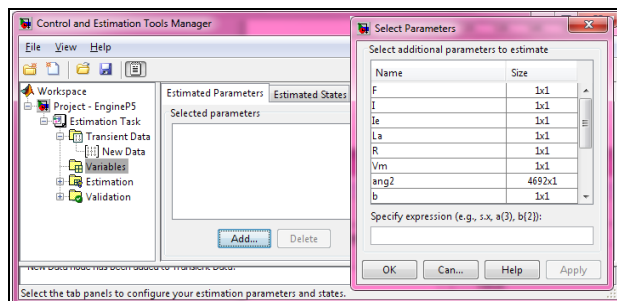 Control and Estimation Tools Manager
File View Help
Workspace
Project - EngineP5
Estimation Task
Transient Data
New Data
Variables
Estimation
Validation
Estimated Parameters Estimated States
Selected parameters
Add... Delete
New Data node has been added to Transient Data.
Select the tab panels to configure your estimation parameters and states.
Select Parameters
Select additional parameters to estimate
Name Size
F 1x1
I 1x1
Ie 1x1
La 1x1
R 1x1
Vm 1x1
ang2 4692x1
b 1x1
Specify expression (e.g., s.x, a(3), b{2}):
OK Can... Help Apply